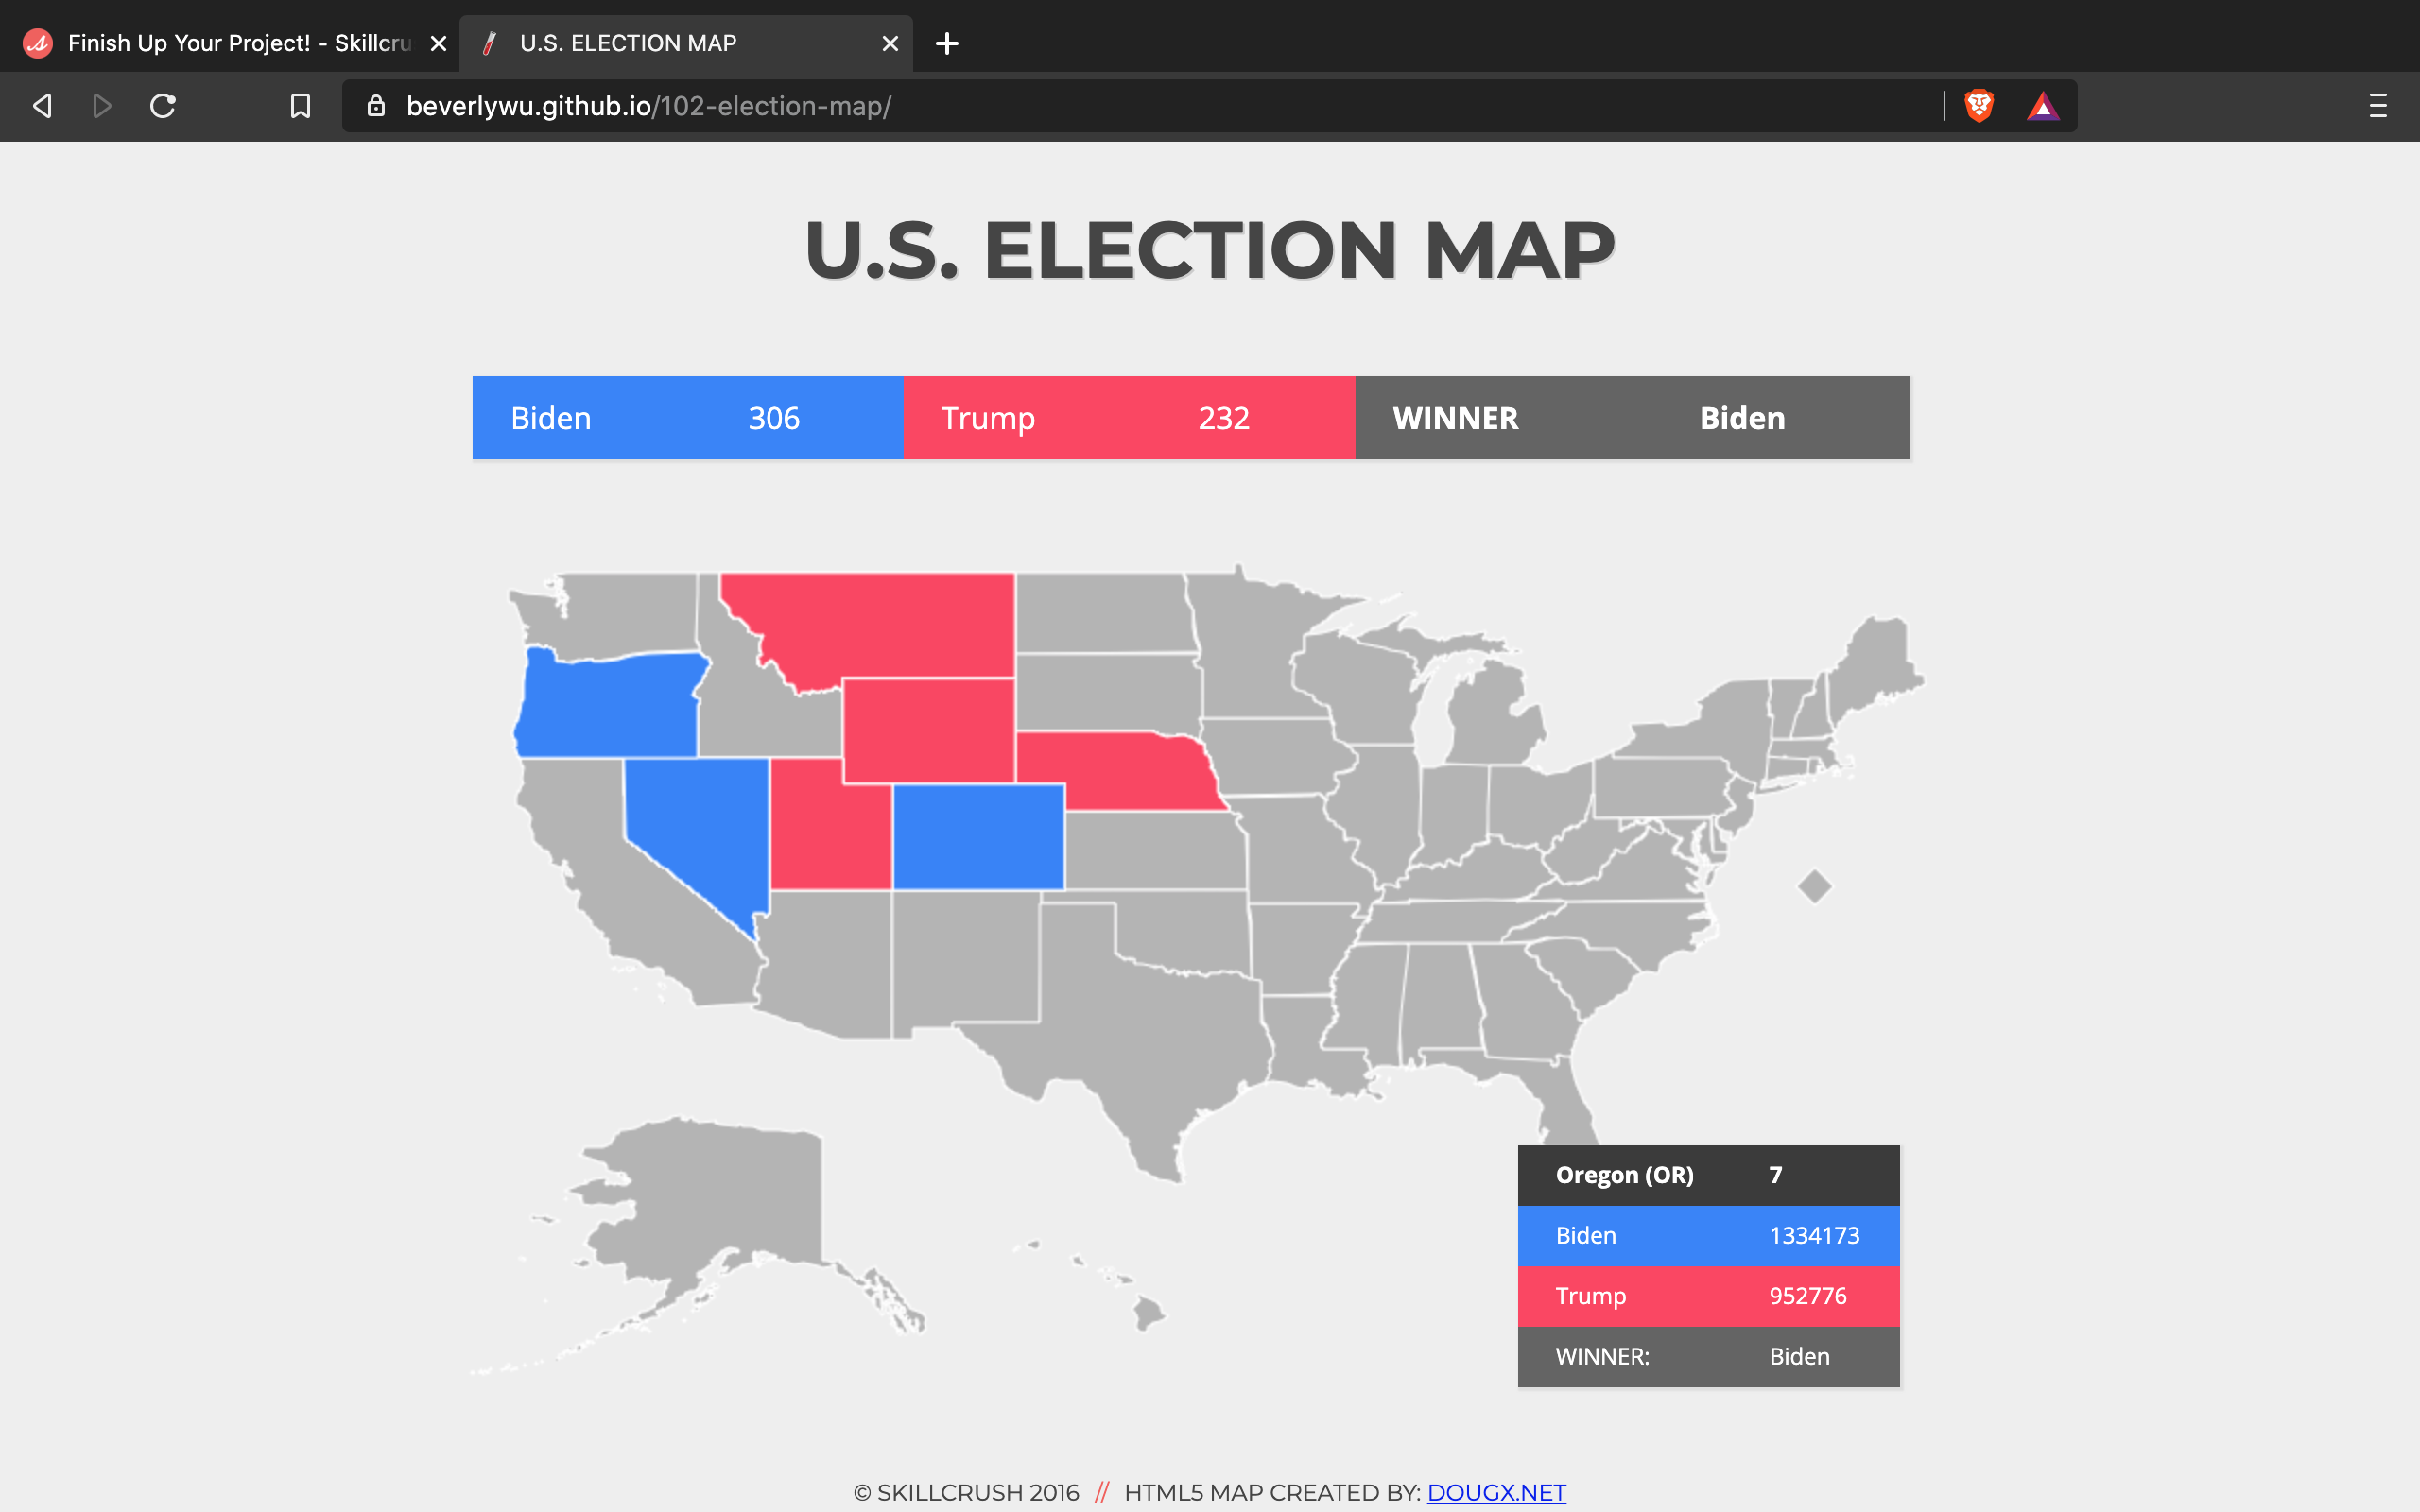 Finish Up Your Project! - Skillcru
U.S. ELECTION MAP
beverlywu.github.io/102-election-map/
U.S. ELECTION MAP
Biden 306 Trump 232 WINNER Biden
Oregon (OR) 7
Biden 1334173
Trump 952776
WINNER: Biden
© SKILLCRUSH 2016 // HTML5 MAP CREATED BY: DOUGX.NET